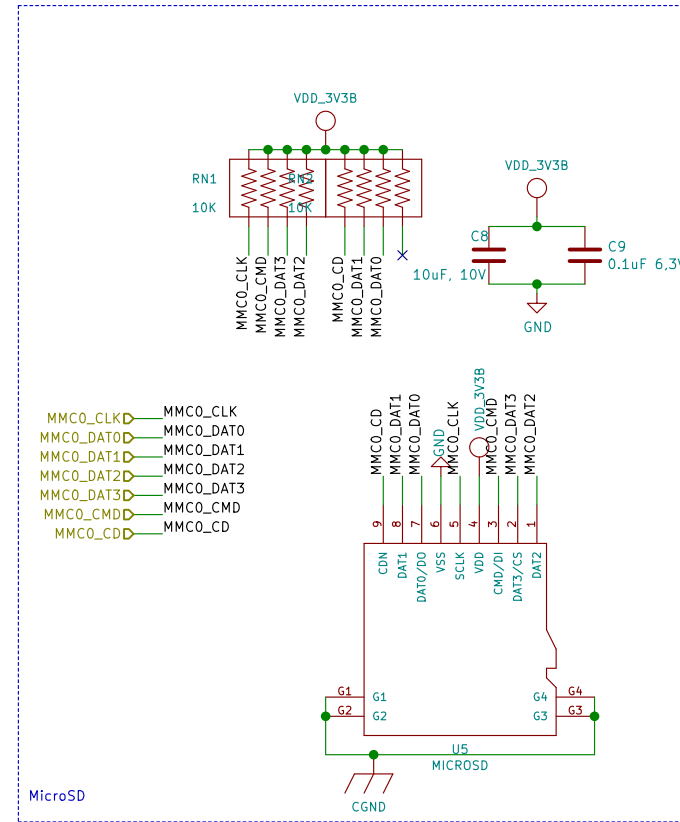 VDD_3V3B
RN1
RN2
10K
10K
MMC0_CLK
MMC0_CMD
MMC0_DAT3
MMC0_DAT2
MMC0_CD
MMC0_DAT1
MMC0_DAT0
VDD_3V3B
C8
10uF, 10V
C9
0.1uF 6,3V
GND
MMC0_CLK MMC0_CLK
MMC0_DAT0 MMC0_DAT0
MMC0_DAT1 MMC0_DAT1
MMC0_DAT2 MMC0_DAT2
MMC0_DAT3 MMC0_DAT3
MMC0_CMD MMC0_CMD
MMC0_CD MMC0_CD
MMC0_CD
MMC0_DAT1
MMC0_DAT0
GND
MMC0_CLK
VDD_3V3B
MMC0_CMD
MMC0_DAT3
MMC0_DAT2
9 8 7 6 5 4 3 2 1
CDN
DAT1
DAT0/DO
VSS
SCLK
VDD
CMD/DI
DAT3/CS
DAT2
G1 G1
G2 G2
G4 G4
G3 G3
U5
MICROSD
CGND
MicroSD